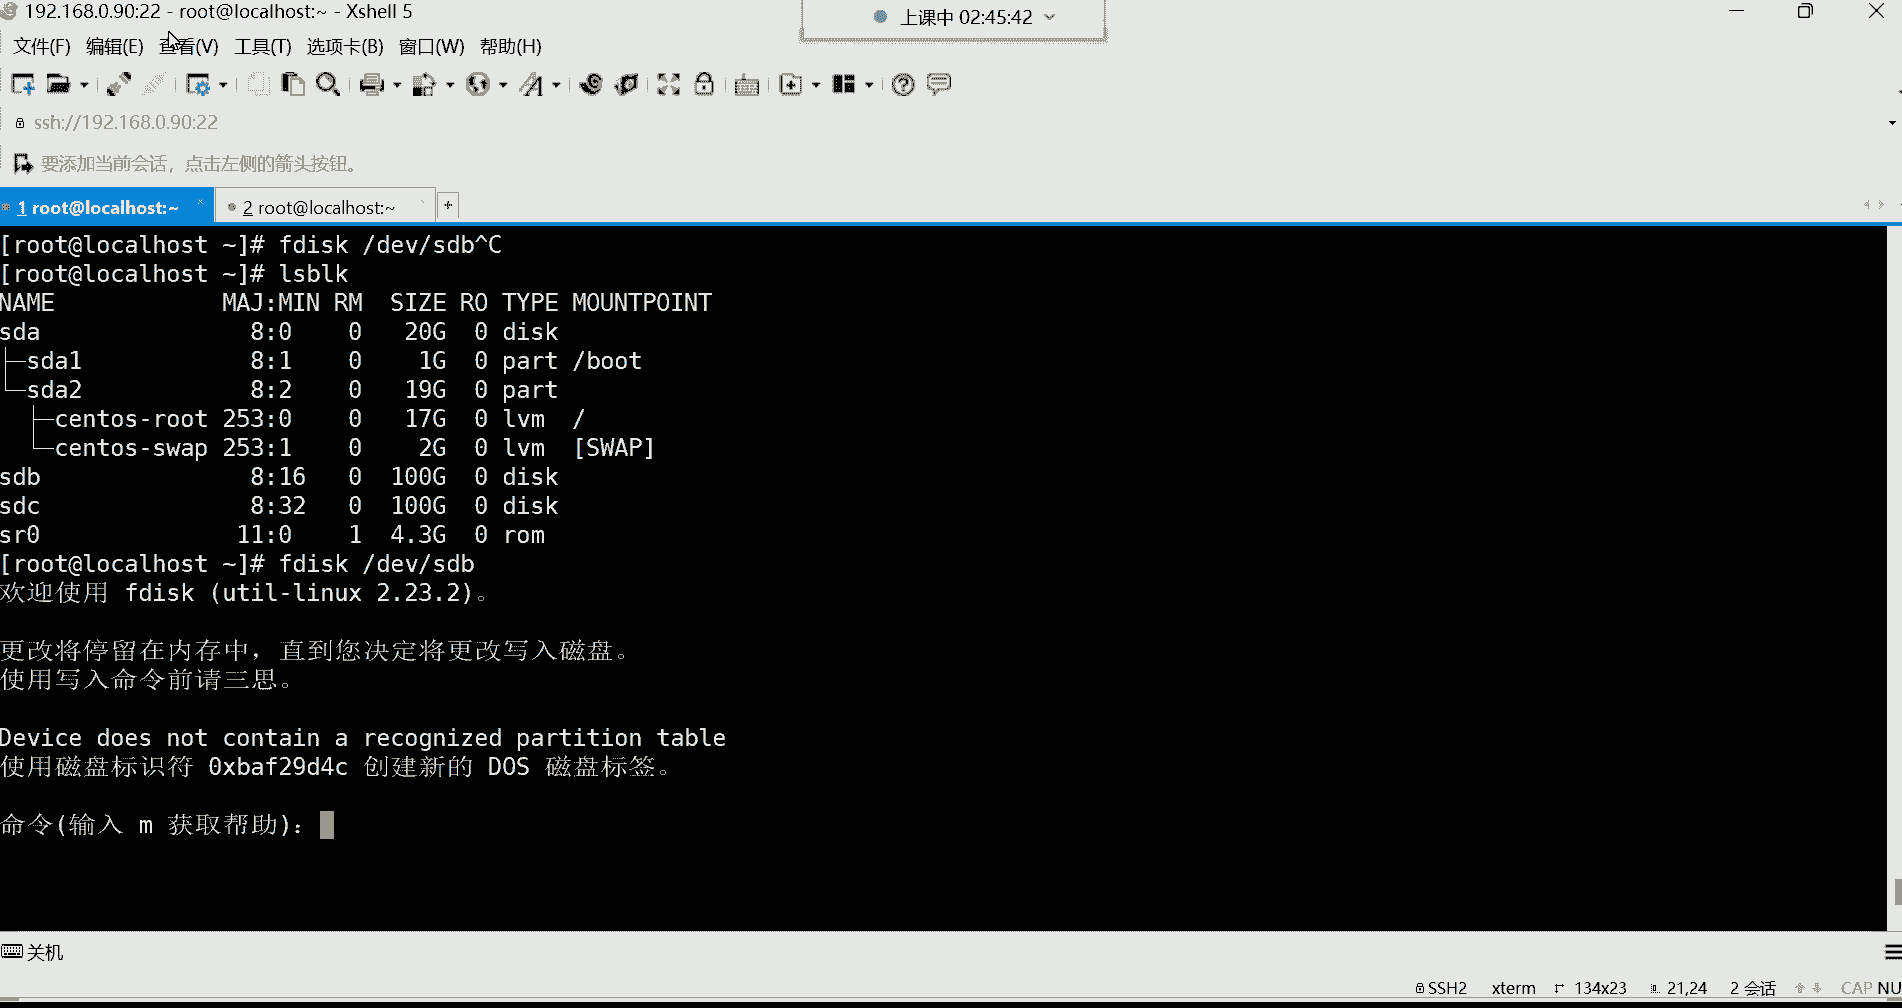 192.168.0.90:22 - root@localhost:~ - Xshell 5
上课中 02:45:42
文件(F) 编辑(E) 查看(V) 工具(T) 选项卡(B) 窗口(W) 帮助(H)
ssh://192.168.0.90:22
要添加当前会话，点击左侧的箭头按钮。
1 root@localhost:~ 2 root@localhost:~
[root@localhost ~]# fdisk /dev/sdb^C
[root@localhost ~]# lsblk
NAME            MAJ:MIN RM  SIZE RO TYPE MOUNTPOINT
sda               8:0    0   20G  0 disk
├─sda1            8:1    0    1G  0 part /boot
└─sda2            8:2    0   19G  0 part
  ├─centos-root 253:0    0   17G  0 lvm  /
  └─centos-swap 253:1    0    2G  0 lvm  [SWAP]
sdb               8:16   0  100G  0 disk
sdc               8:32   0  100G  0 disk
sr0              11:0    1  4.3G  0 rom
[root@localhost ~]# fdisk /dev/sdb
欢迎使用 fdisk (util-linux 2.23.2)。
更改将停留在内存中，直到您决定将更改写入磁盘。
使用写入命令前请三思。
Device does not contain a recognized partition table
使用磁盘标识符 0xbaf29d4c 创建新的 DOS 磁盘标签。
命令(输入 m 获取帮助)：
关机
SSH2 xterm 134x23 21,24 2 会话 CAP NU